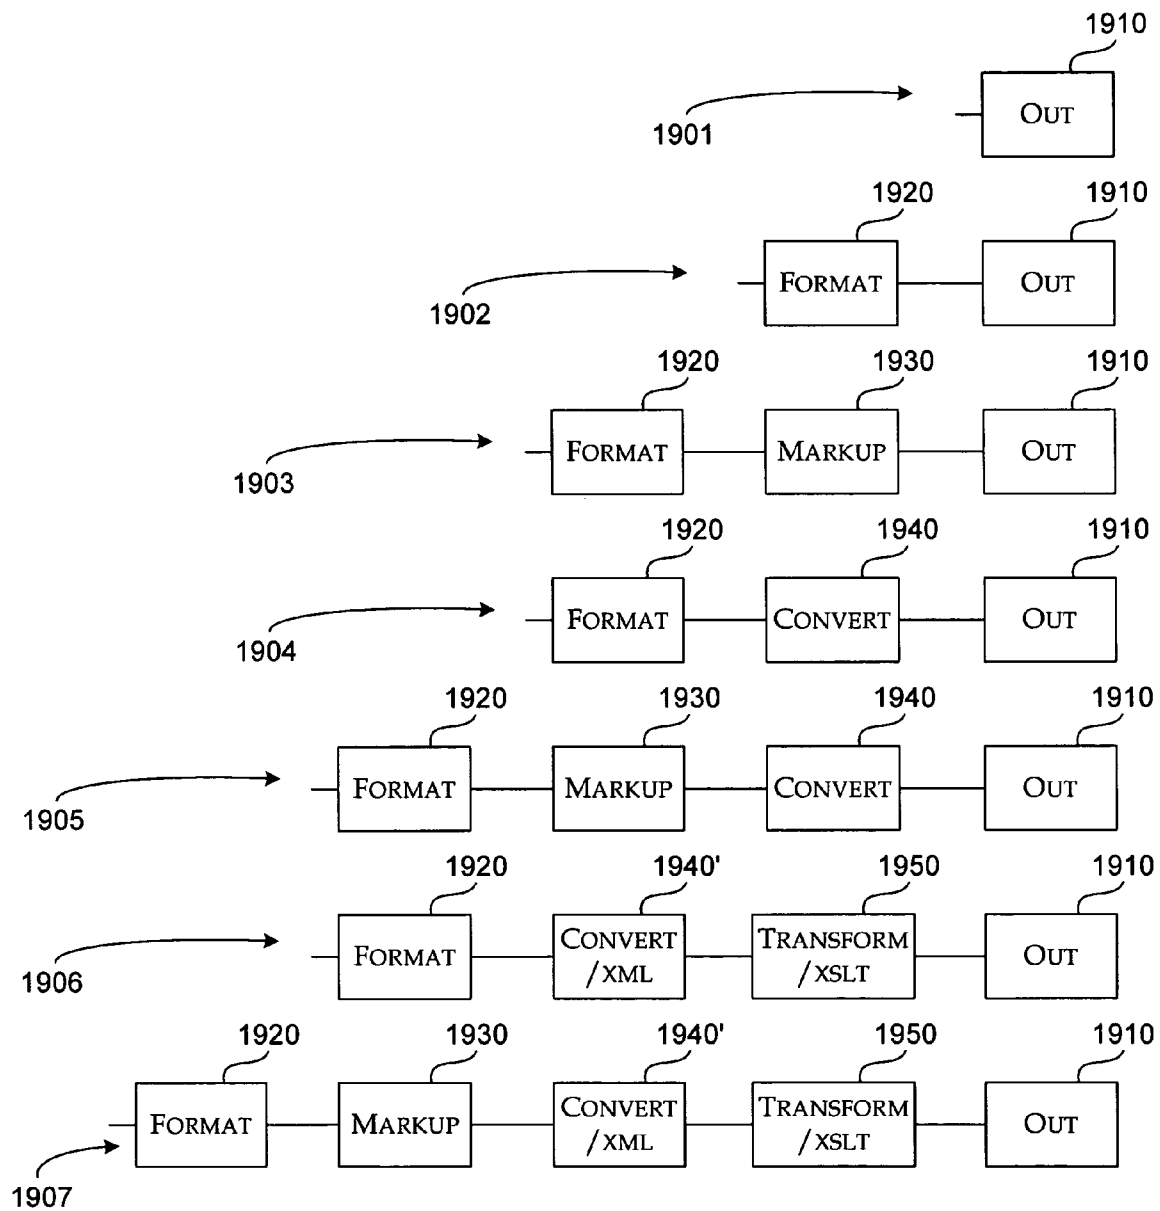 1910
OUT
1901
1920 1910
FORMAT OUT
1902
1920 1930 1910
FORMAT MARKUP OUT
1903
1920 1940 1910
FORMAT CONVERT OUT
1904
1920 1930 1940 1910
FORMAT MARKUP CONVERT OUT
1905
1920 1940' 1950 1910
FORMAT CONVERT /XML TRANSFORM /XSLT OUT
1906
1920 1930 1940' 1950 1910
FORMAT MARKUP CONVERT /XML TRANSFORM /XSLT OUT
1907